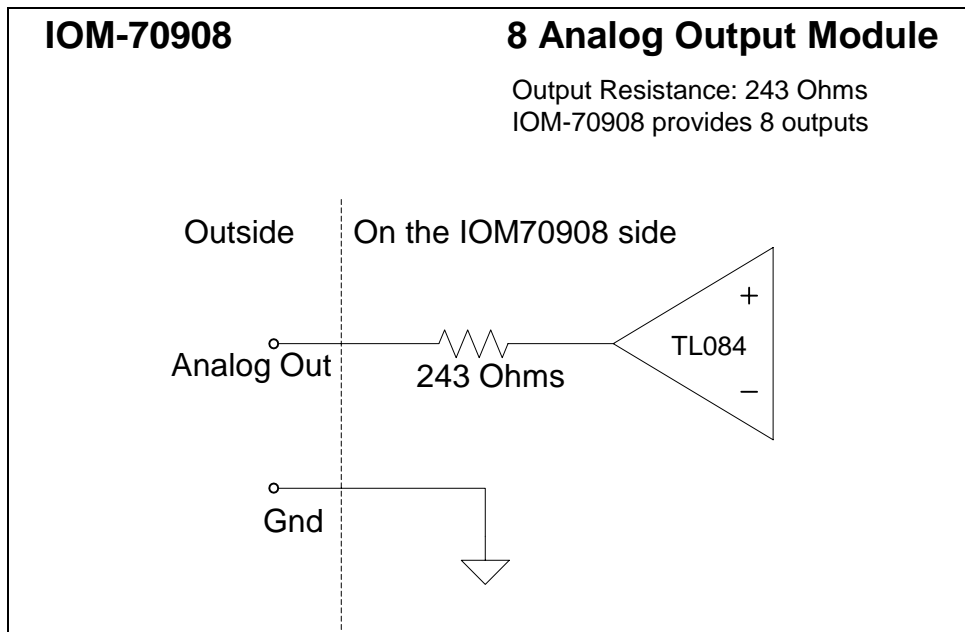 IOM-70908
8 Analog Output Module
Output Resistance: 243 Ohms
IOM-70908 provides 8 outputs
Outside
On the IOM70908 side
+
TL084
Analog Out
243 Ohms
−
Gnd